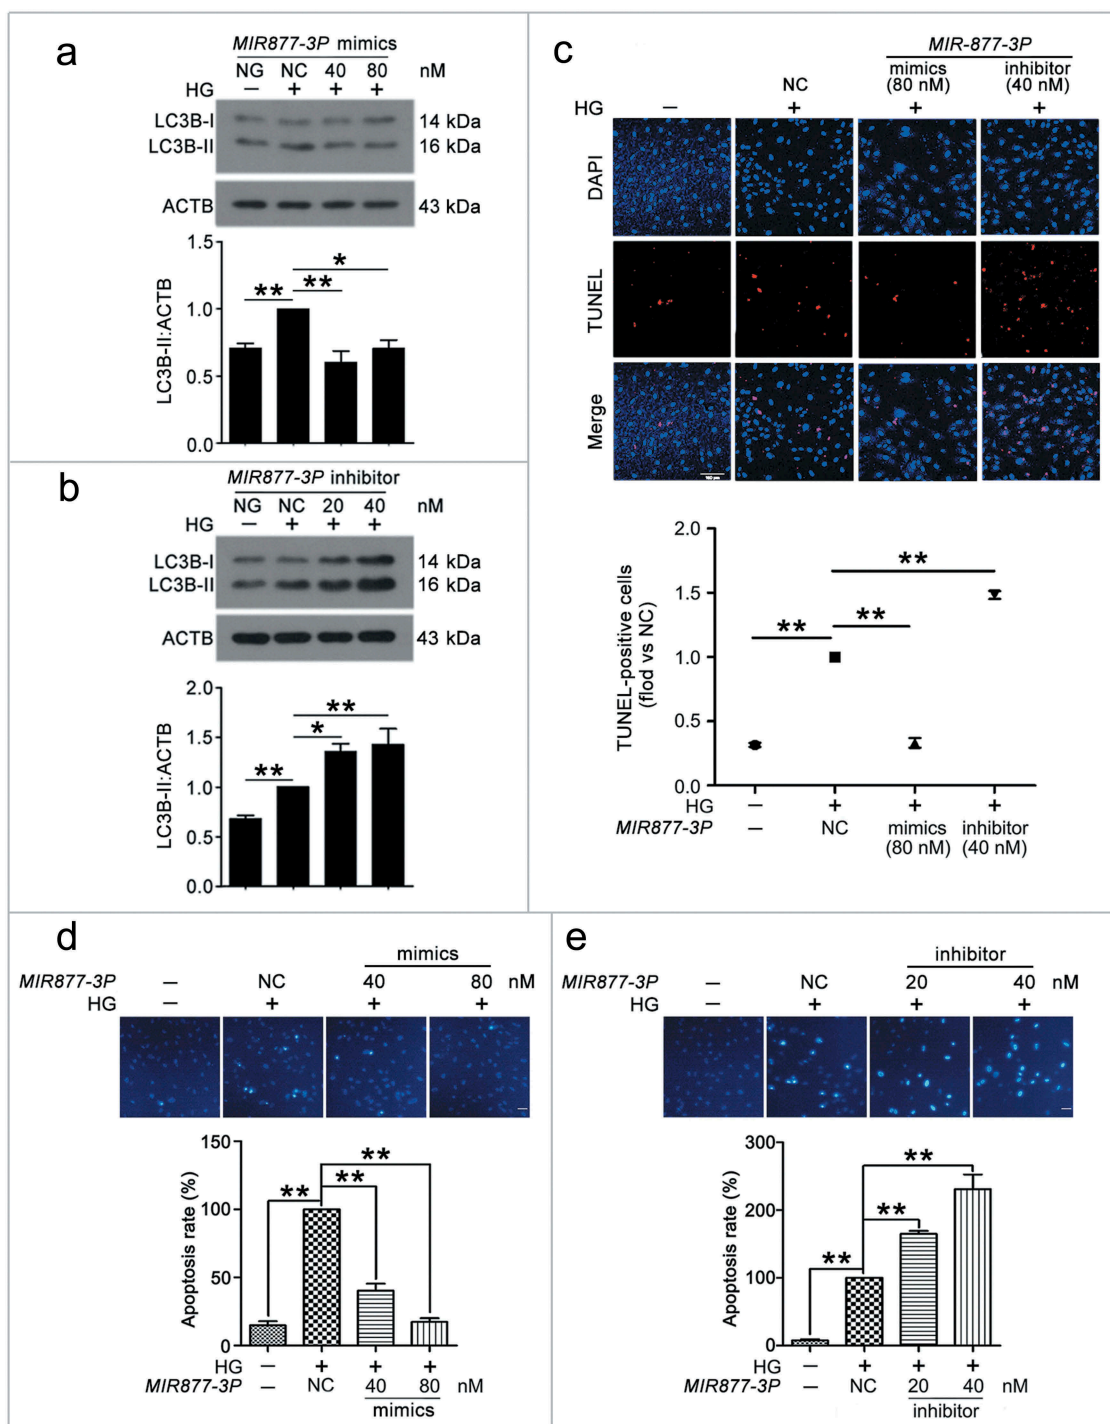 a
MIR877-3P mimics
NG NC 40 80 nM
HG − + + +
LC3B-I 14 kDa
LC3B-II 16 kDa
ACTB 43 kDa
LC3B-II:ACTB
1.5
1.0
0.5
0.0
** ** *
b
MIR877-3P inhibitor
NG NC 20 40 nM
HG − + + +
LC3B-I 14 kDa
LC3B-II 16 kDa
ACTB 43 kDa
LC3B-II:ACTB
2.0
1.5
1.0
0.5
0.0
** * **
c
MIR-877-3P
NC mimics (80 nM) inhibitor (40 nM)
HG − + + +
DAPI
TUNEL
Merge
TUNEL-positive cells
(flod vs NC)
2.0
1.5
1.0
0.5
0.0
** ** **
HG − + + +
MIR877-3P − NC mimics inhibitor
(80 nM) (40 nM)
d
mimics
MIR877-3P − NC 40 80 nM
HG − + + +
Apoptosis rate (%)
150
100
50
0
** ** **
HG − + + +
MIR877-3P − NC 40 80 nM
mimics
e
inhibitor
MIR877-3P − NC 20 40 nM
HG − + + +
Apoptosis rate (%)
300
200
100
0
** ** **
HG − + + +
MIR877-3P − NC 20 40 nM
inhibitor